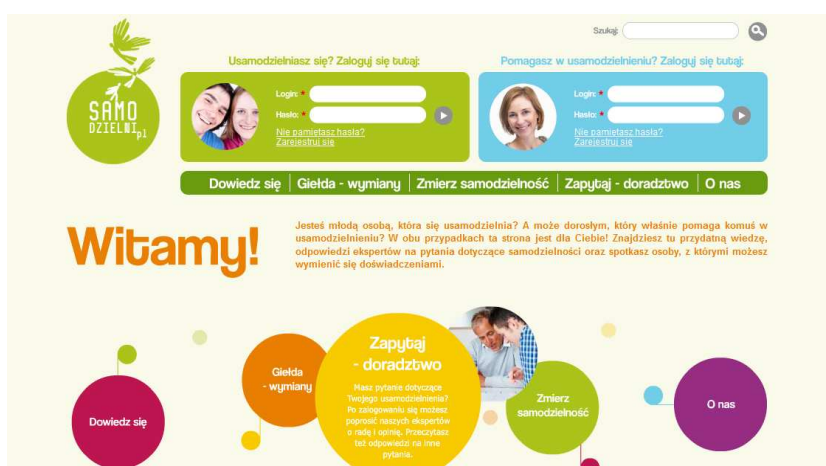 Szukaj:
SAMO
DZIELNI.pl
Usamodzielniasz się? Zaloguj się tutaj:
Login: *
Hasło: *
Nie pamietasz hasła?
Zarejestruj się
Pomagasz w usamodzielnieniu? Zaloguj się tutaj:
Login: *
Hasło: *
Nie pamietasz hasła?
Zarejestruj się
Dowiedz się | Giełda - wymiany | Zmierz samodzielność | Zapytaj - doradztwo | O nas
Witamy!
Jesteś młodą osobą, która się usamodzielnia? A może dorosłym, który właśnie pomaga komuś w
usamodzielnieniu? W obu przypadkach ta strona jest dla Ciebie! Znajdziesz tu przydatną wiedzę,
odpowiedzi ekspertów na pytania dotyczące samodzielności oraz spotkasz osoby, z którymi możesz
wymienić się doświadczeniami.
Dowiedz się
Giełda
- wymiany
Zapytaj
- doradztwo
Masz pytanie dotyczące
Twojego usamodzielnienia?
Po zalogowaniu się możesz
poprosić naszych ekspertów
o radę i opinię. Przeczytasz
też odpowiedzi na inne
pytania.
Zmierz
samodzielność
O nas